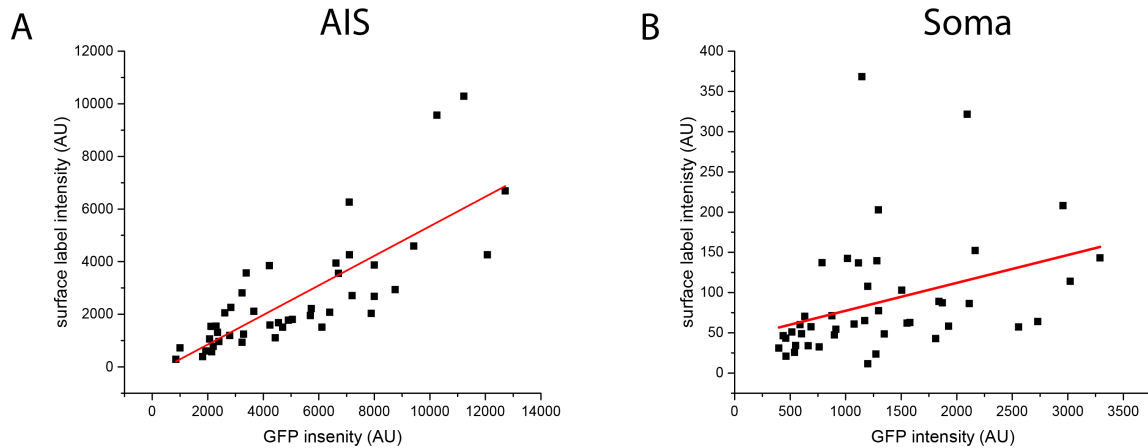 A
AIS
12000
10000
8000
6000
4000
2000
0
surface label intensity (AU)
0 2000 4000 6000 8000 10000 12000 14000
GFP insenity (AU)
B
Soma
400
350
300
250
200
150
100
50
0
surface label intenisty (AU)
0 500 1000 1500 2000 2500 3000 3500
GFP intensity (AU)